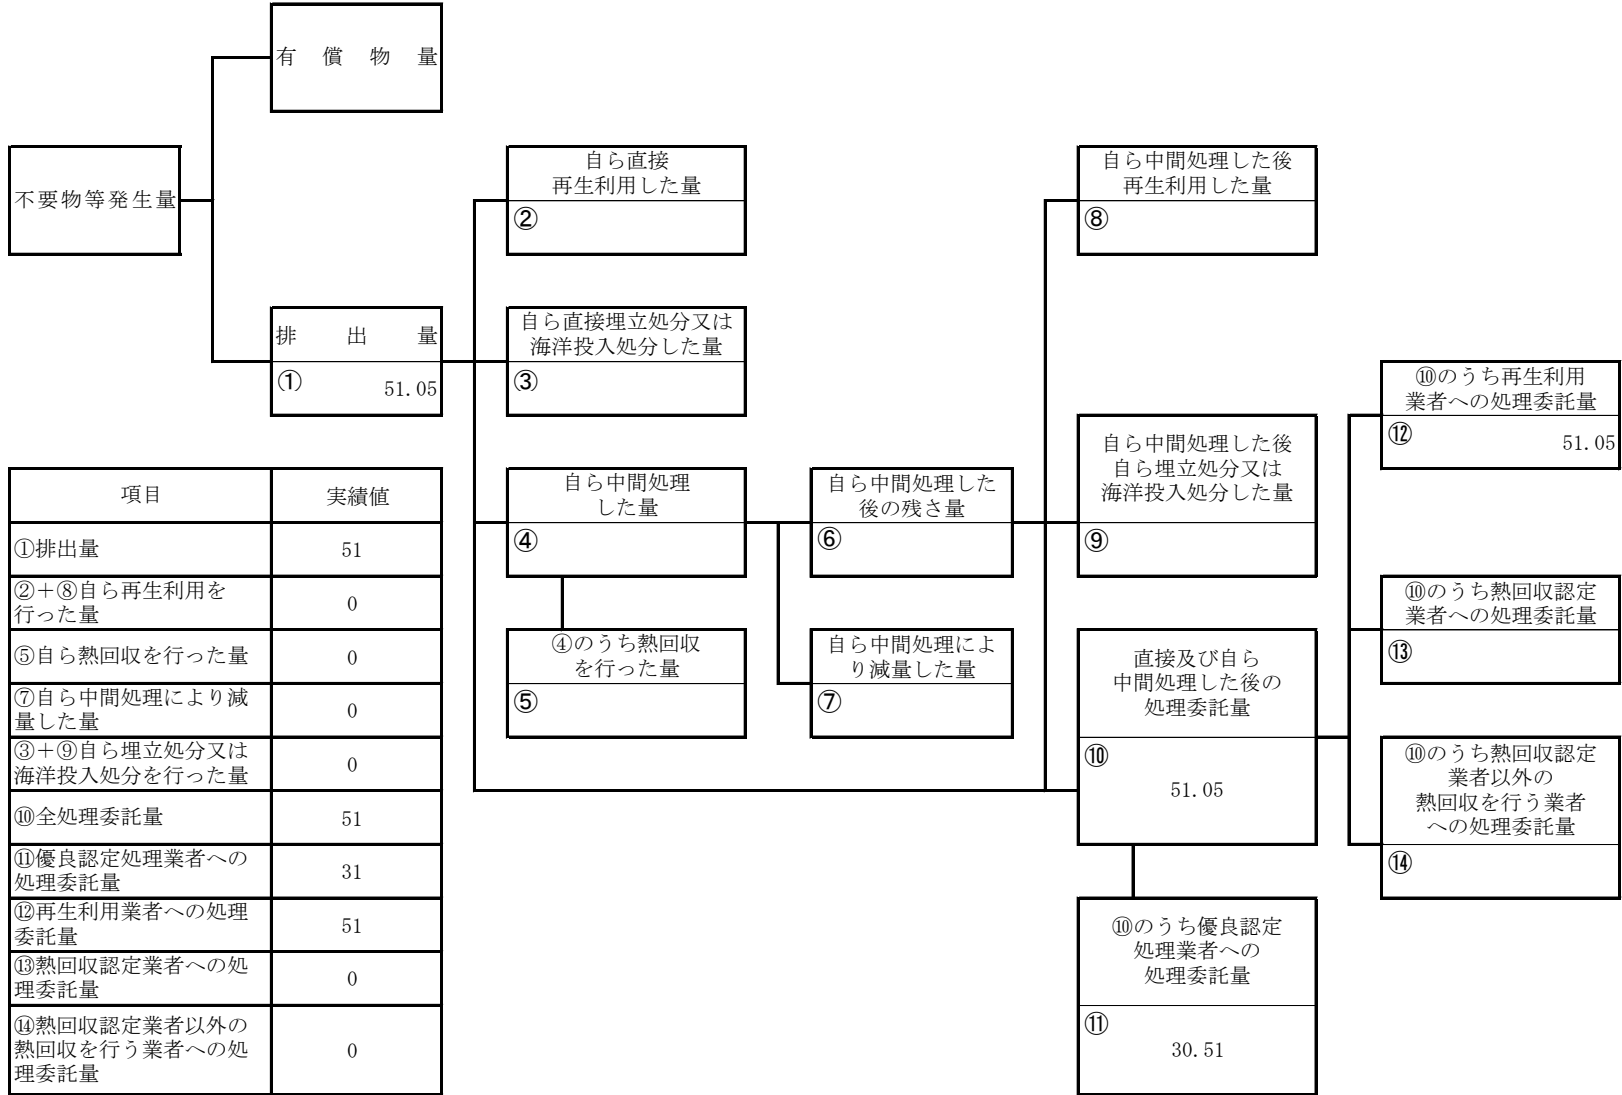 有償物量
不要物等発生量
排出量
① 51.05
自ら直接
再生利用した量
②
自ら直接埋立処分又は
海洋投入処分した量
③
自ら中間処理
した量
④
④のうち熱回収
を行った量
⑤
自ら中間処理した
後の残さ量
⑥
自ら中間処理によ
り減量した量
⑦
自ら中間処理した後
再生利用した量
⑧
自ら中間処理した後
自ら埋立処分又は
海洋投入処分した量
⑨
直接及び自ら
中間処理した後の
処理委託量
⑩
51.05
⑩のうち優良認定
処理業者への
処理委託量
⑪
30.51
⑩のうち再生利用
業者への処理委託量
⑫ 51.05
⑩のうち熱回収認定
業者への処理委託量
⑬
⑩のうち熱回収認定
業者以外の
熱回収を行う業者
への処理委託量
⑭
項目 実績値
①排出量 51
②＋⑧自ら再生利用を
行った量 0
⑤自ら熱回収を行った量 0
⑦自ら中間処理により減
量した量 0
③＋⑨自ら埋立処分又は
海洋投入処分を行った量 0
⑩全処理委託量 51
⑪優良認定処理業者への
処理委託量 31
⑫再生利用業者への処理
委託量 51
⑬熱回収認定業者への処
理委託量 0
⑭熱回収認定業者以外の
熱回収を行う業者への処
理委託量 0